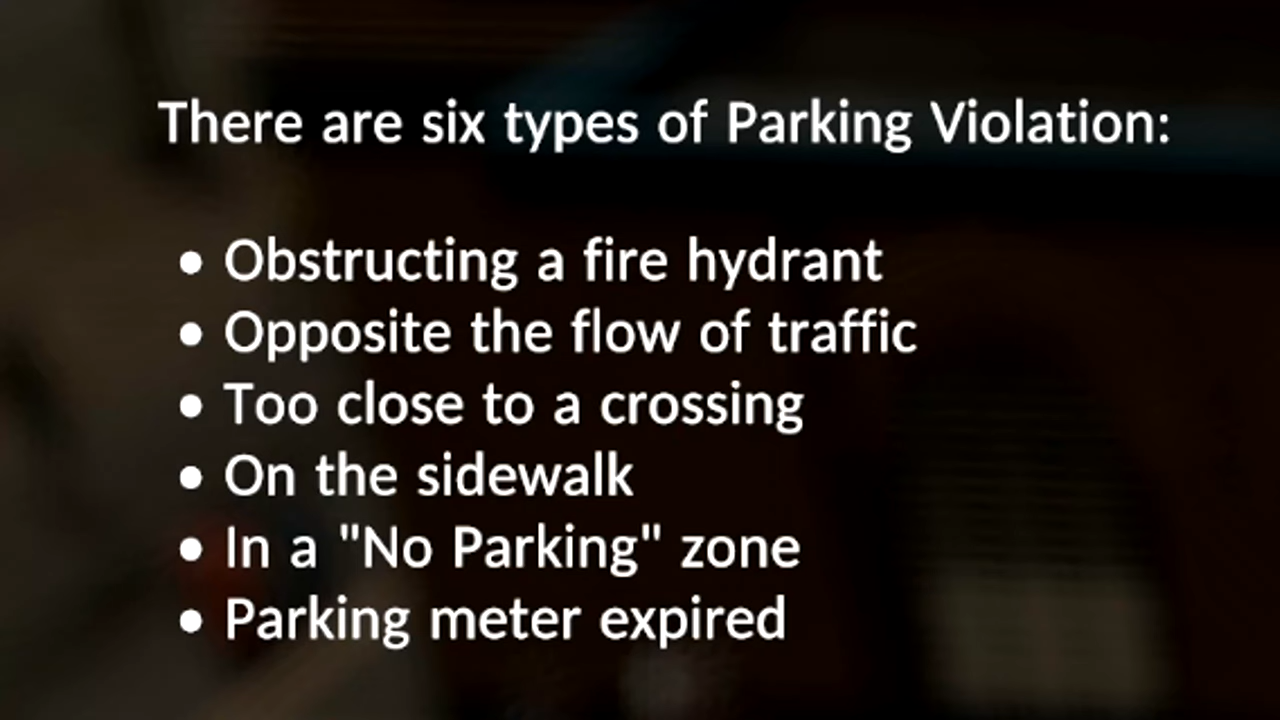 There are six types of Parking Violation:
• Obstructing a fire hydrant
• Opposite the flow of traffic
• Too close to a crossing
• On the sidewalk
• In a "No Parking" zone
• Parking meter expired